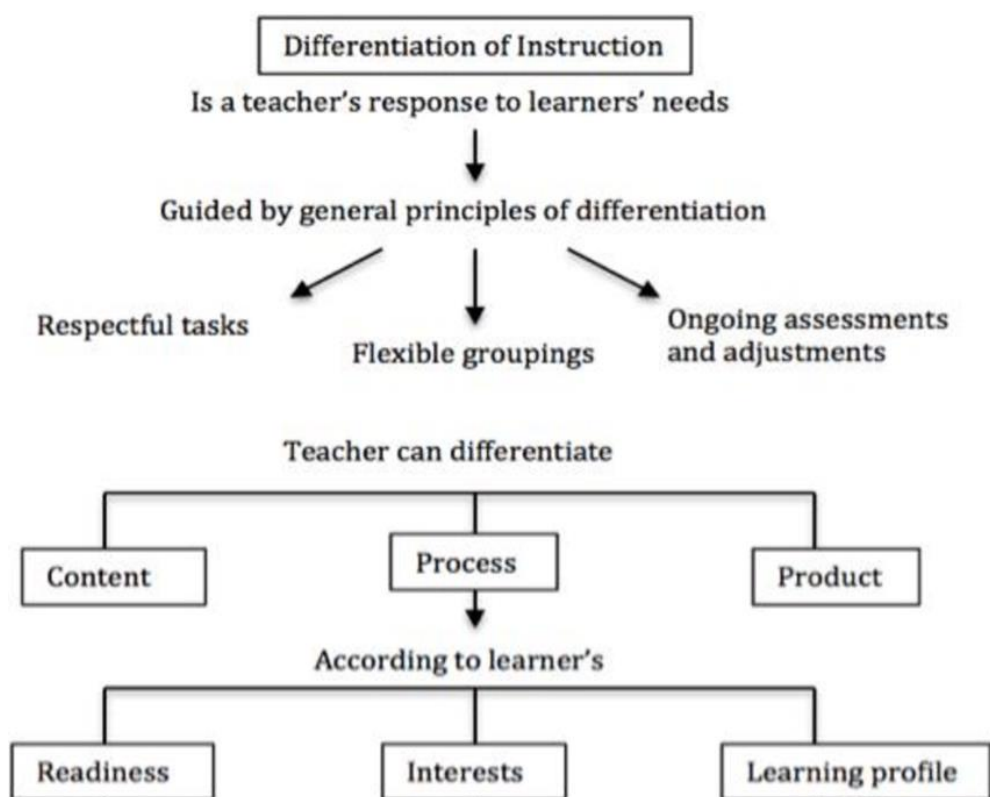 Differentiation of Instruction
Is a teacher’s response to learners’ needs
Guided by general principles of differentiation
Respectful tasks
Flexible groupings
Ongoing assessments
and adjustments
Teacher can differentiate
Content
Process
Product
According to learner’s
Readiness
Interests
Learning profile